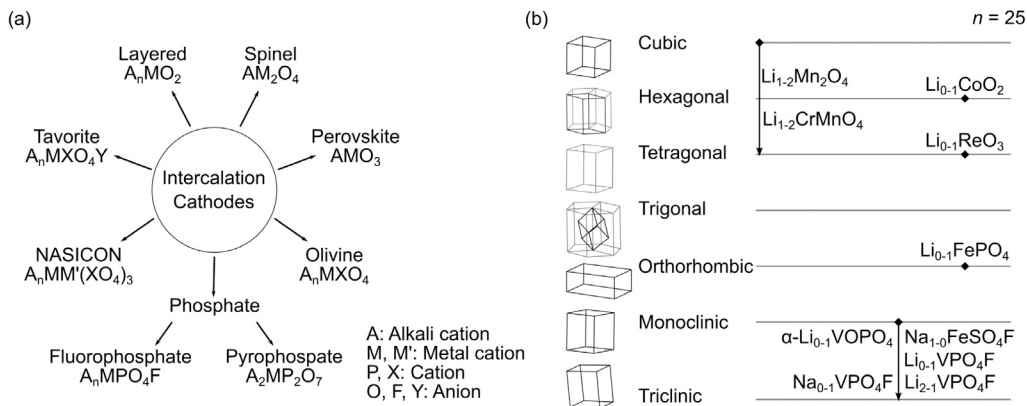 (a)
Layered
AₙMO₂
Spinel
AM₂O₄
Tavorite
AₙMXO₄Y
Perovskite
AMO₃
Intercalation
Cathodes
NASICON
AₙMM'(XO₄)₃
Olivine
AₙMXO₄
Phosphate
Fluorophosphate
AₙMPO₄F
Pyrophospate
A₂MP₂O₇
A: Alkali cation
M, M': Metal cation
P, X: Cation
O, F, Y: Anion
(b)
n = 25
Cubic
Li₁₋₂Mn₂O₄
Li₀₋₁CoO₂
Hexagonal
Li₁₋₂CrMnO₄
Li₀₋₁ReO₃
Tetragonal
Trigonal
Li₀₋₁FePO₄
Orthorhombic
Monoclinic
α-Li₀₋₁VOPO₄
Na₁₋₀FeSO₄F
Li₀₋₁VPO₄F
Na₀₋₁VPO₄F
Li₂₋₁VPO₄F
Triclinic